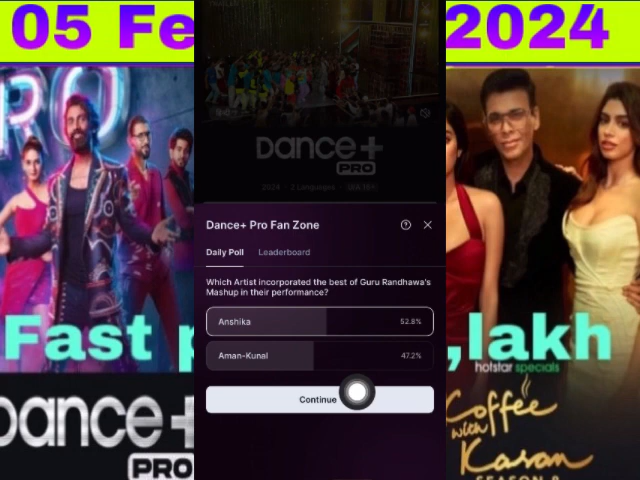 05 Fe
2024
RO
Dance+
PRO
2024 · 2 Languages ·
Dance+ Pro Fan Zone
Daily Poll Leaderboard
Which Artist incorporated the best of Guru Randhawa's
Mashup in their performance?
Anshika 52.8%
Aman-Kunal 47.2%
Continue
Fast p
,lakh
hotstar specials
Dance+
PRO
Coffee
with
Karan
SEASON 8